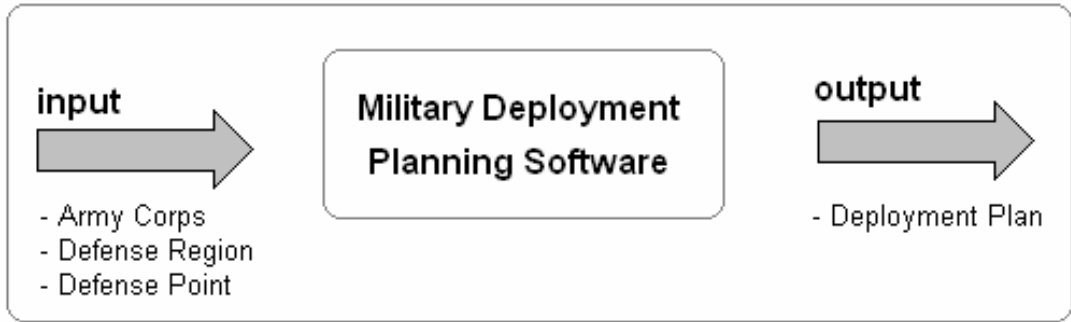 input
- Army Corps
- Defense Region
- Defense Point
Military Deployment
Planning Software
output
- Deployment Plan